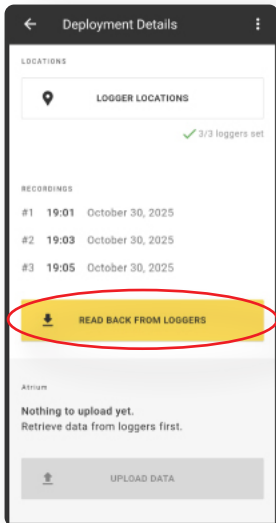 Deployment Details
LOCATIONS
LOGGER LOCATIONS
3/3 loggers set
RECORDINGS
#1 19:01 October 30, 2025
#2 19:03 October 30, 2025
#3 19:05 October 30, 2025
READ BACK FROM LOGGERS
Atrium
Nothing to upload yet.
Retrieve data from loggers first.
UPLOAD DATA